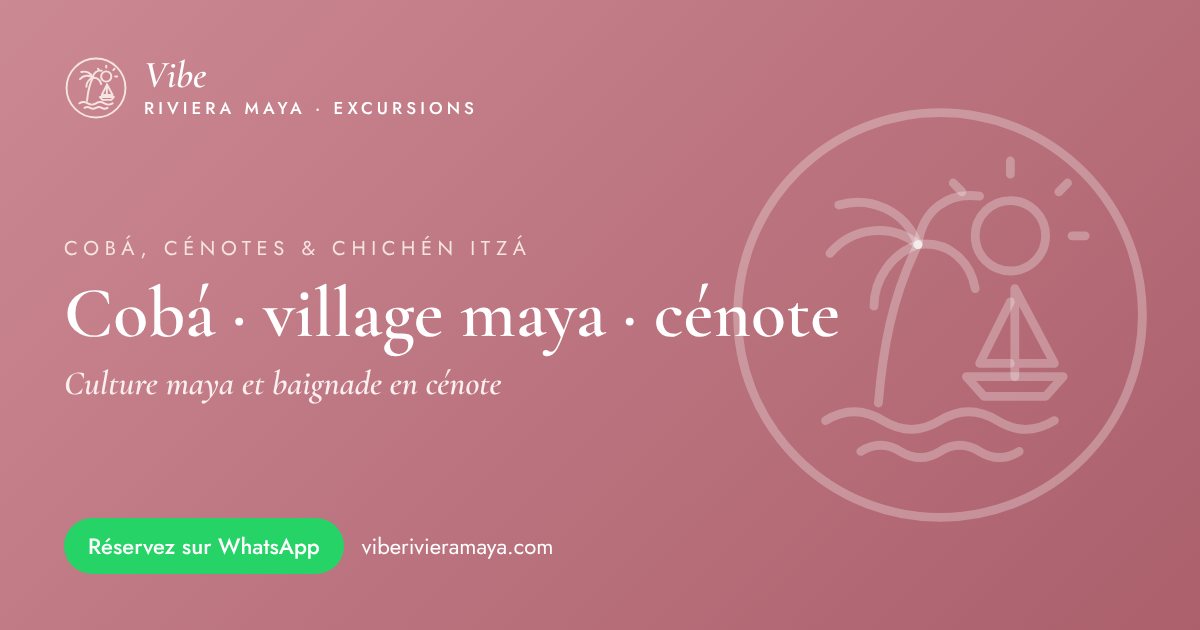 Vibe
RIVIERA MAYA · EXCURSIONS
COBÁ, CÉNOTES & CHICHÉN ITZÁ
Cobá · village maya · cénote
Culture maya et baignade en cénote
Réservez sur WhatsApp
viberivieramaya.com